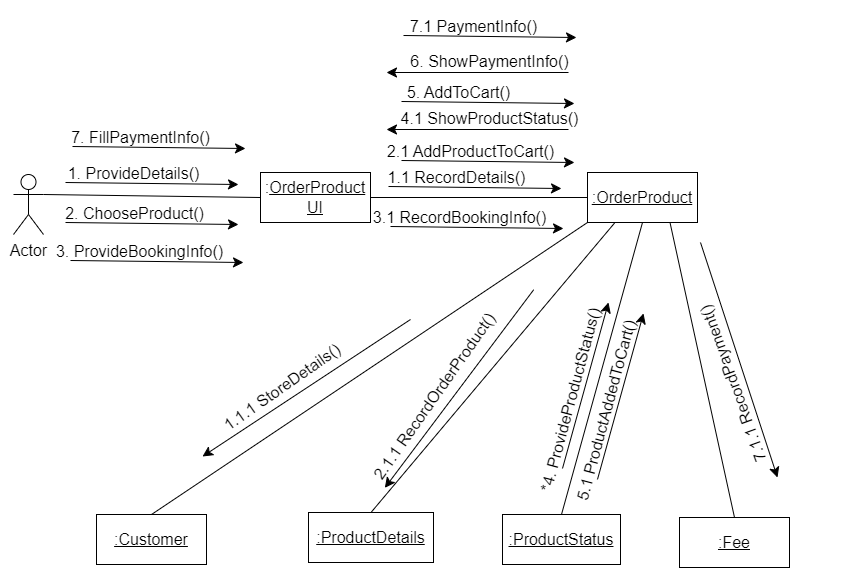 7.1 PaymentInfo()
6. ShowPaymentInfo()
5. AddToCart()
4.1 ShowProductStatus()
7. FillPaymentInfo()
2.1 AddProductToCart()
1. ProvideDetails()
1.1 RecordDetails()
:OrderProduct
UI
:OrderProduct
2. ChooseProduct()
3.1 RecordBookingInfo()
Actor
3. ProvideBookingInfo()
1.1.1 StoreDetails()
2.1.1 RecordOrderProduct()
*4. ProvideProductStatus()
5.1 ProductAddedToCart()
7.1.1 RecordPayment()
:Customer
:ProductDetails
:ProductStatus
:Fee